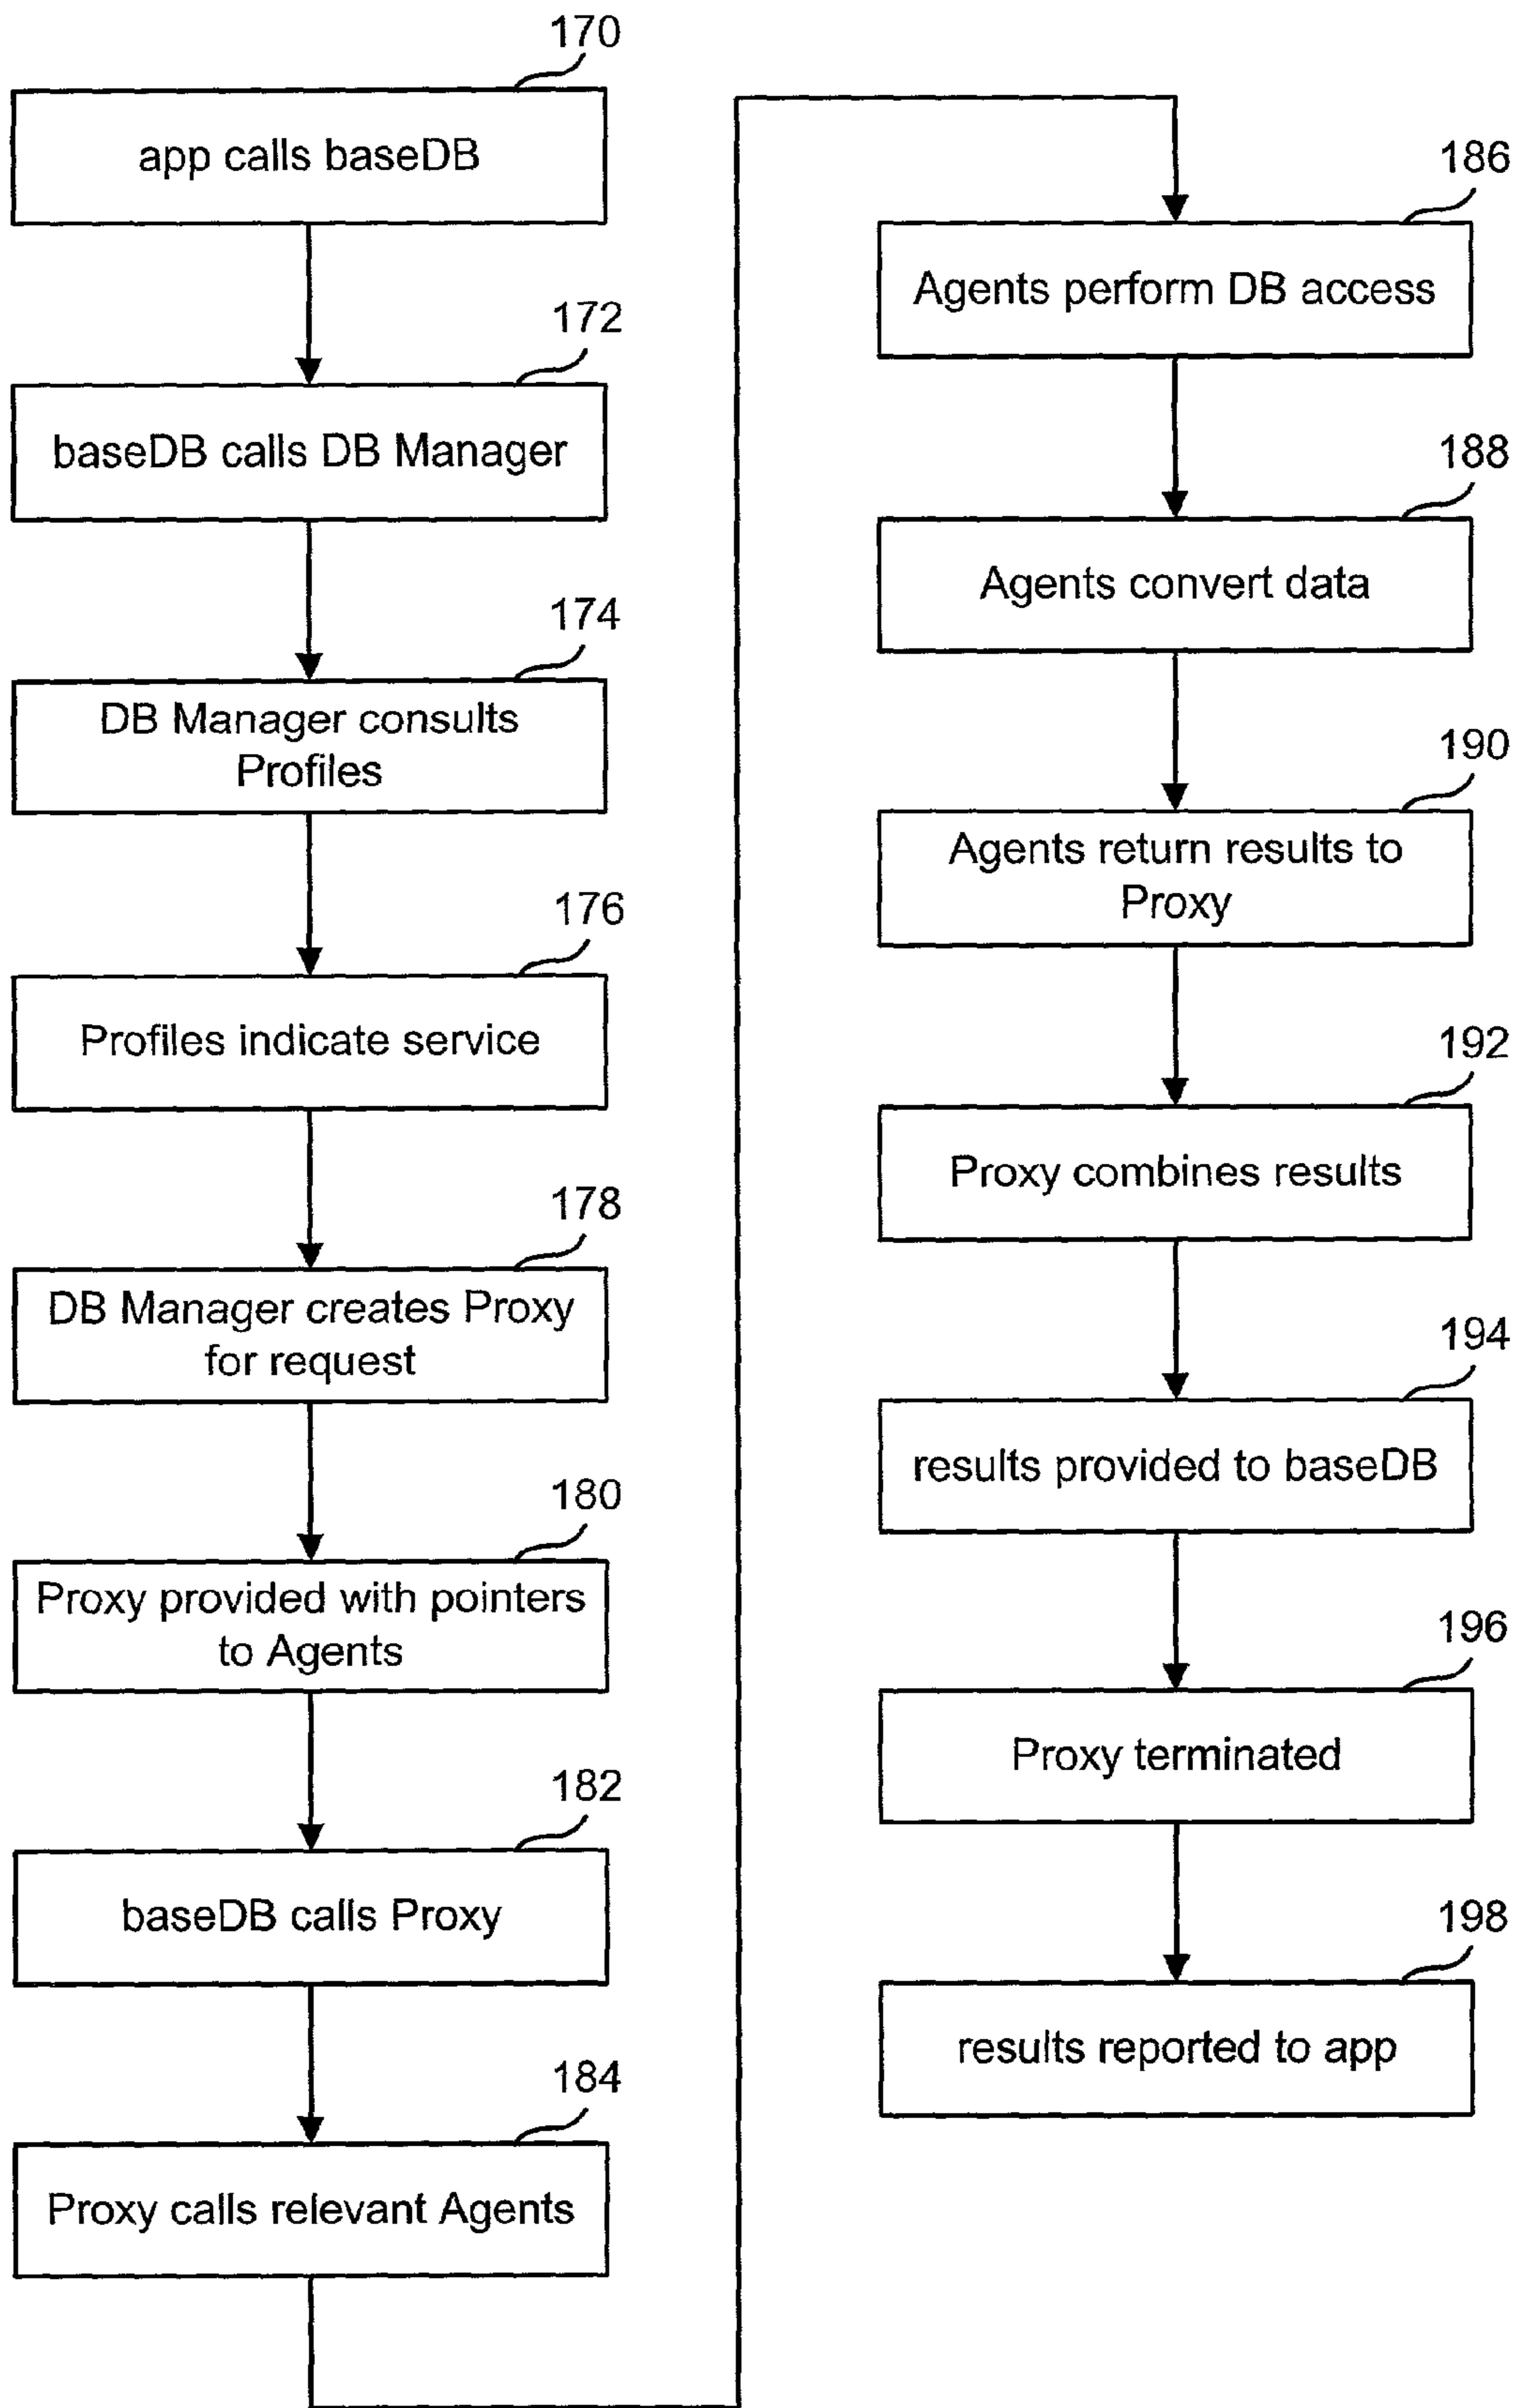 170
app calls baseDB
172
baseDB calls DB Manager
174
DB Manager consults
Profiles
176
Profiles indicate service
178
DB Manager creates Proxy
for request
180
Proxy provided with pointers
to Agents
182
baseDB calls Proxy
184
Proxy calls relevant Agents
186
Agents perform DB access
188
Agents convert data
190
Agents return results to
Proxy
192
Proxy combines results
194
results provided to baseDB
196
Proxy terminated
198
results reported to app